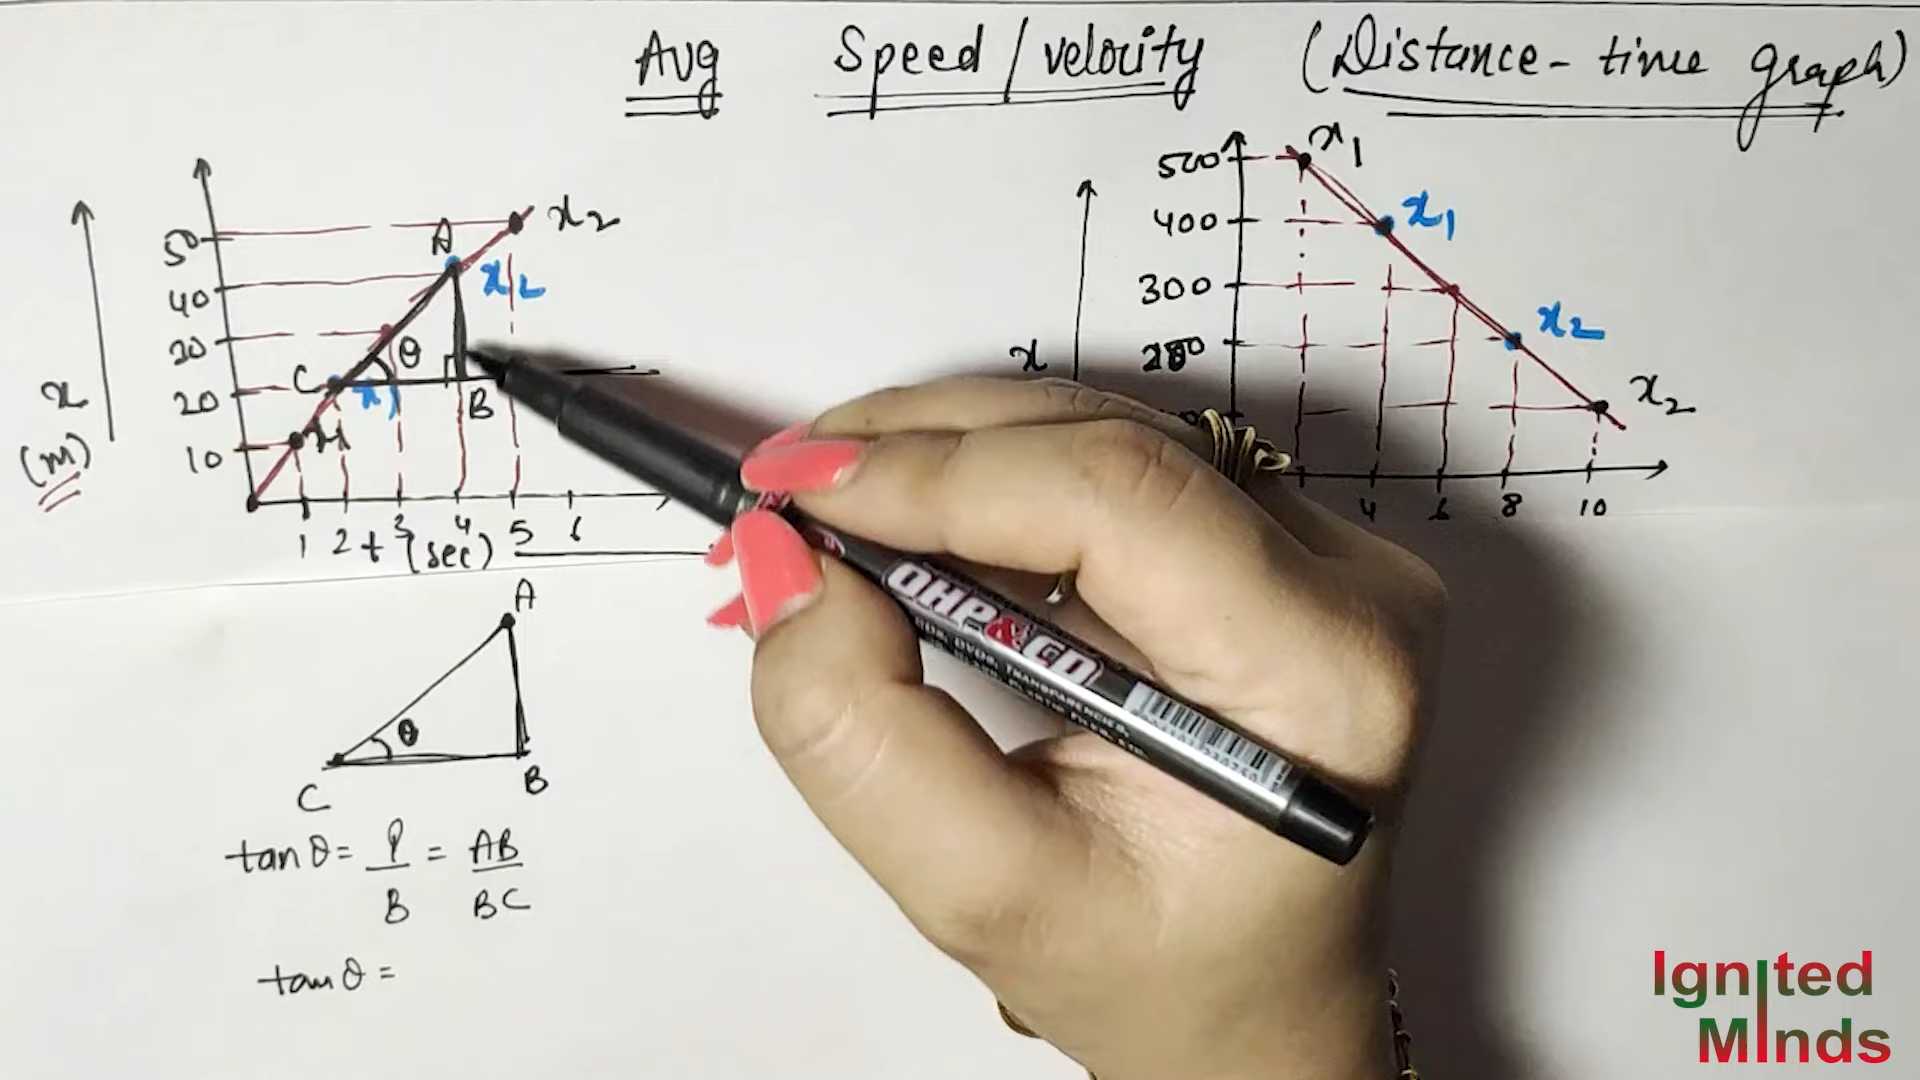 Avg Speed / velocity (Distance - time graph)
x
(m)
50
40
30
20
10
1 2 3 4 5 6
t (sec)
A
x2
x2
θ
C
x1
B
x1
x
500
400
300
200
4 6 8 10
x1
x1
x2
x2
A
θ
C
B
tan θ = P/B = AB/BC
tan θ =
OHP&CD
Ignited
Minds